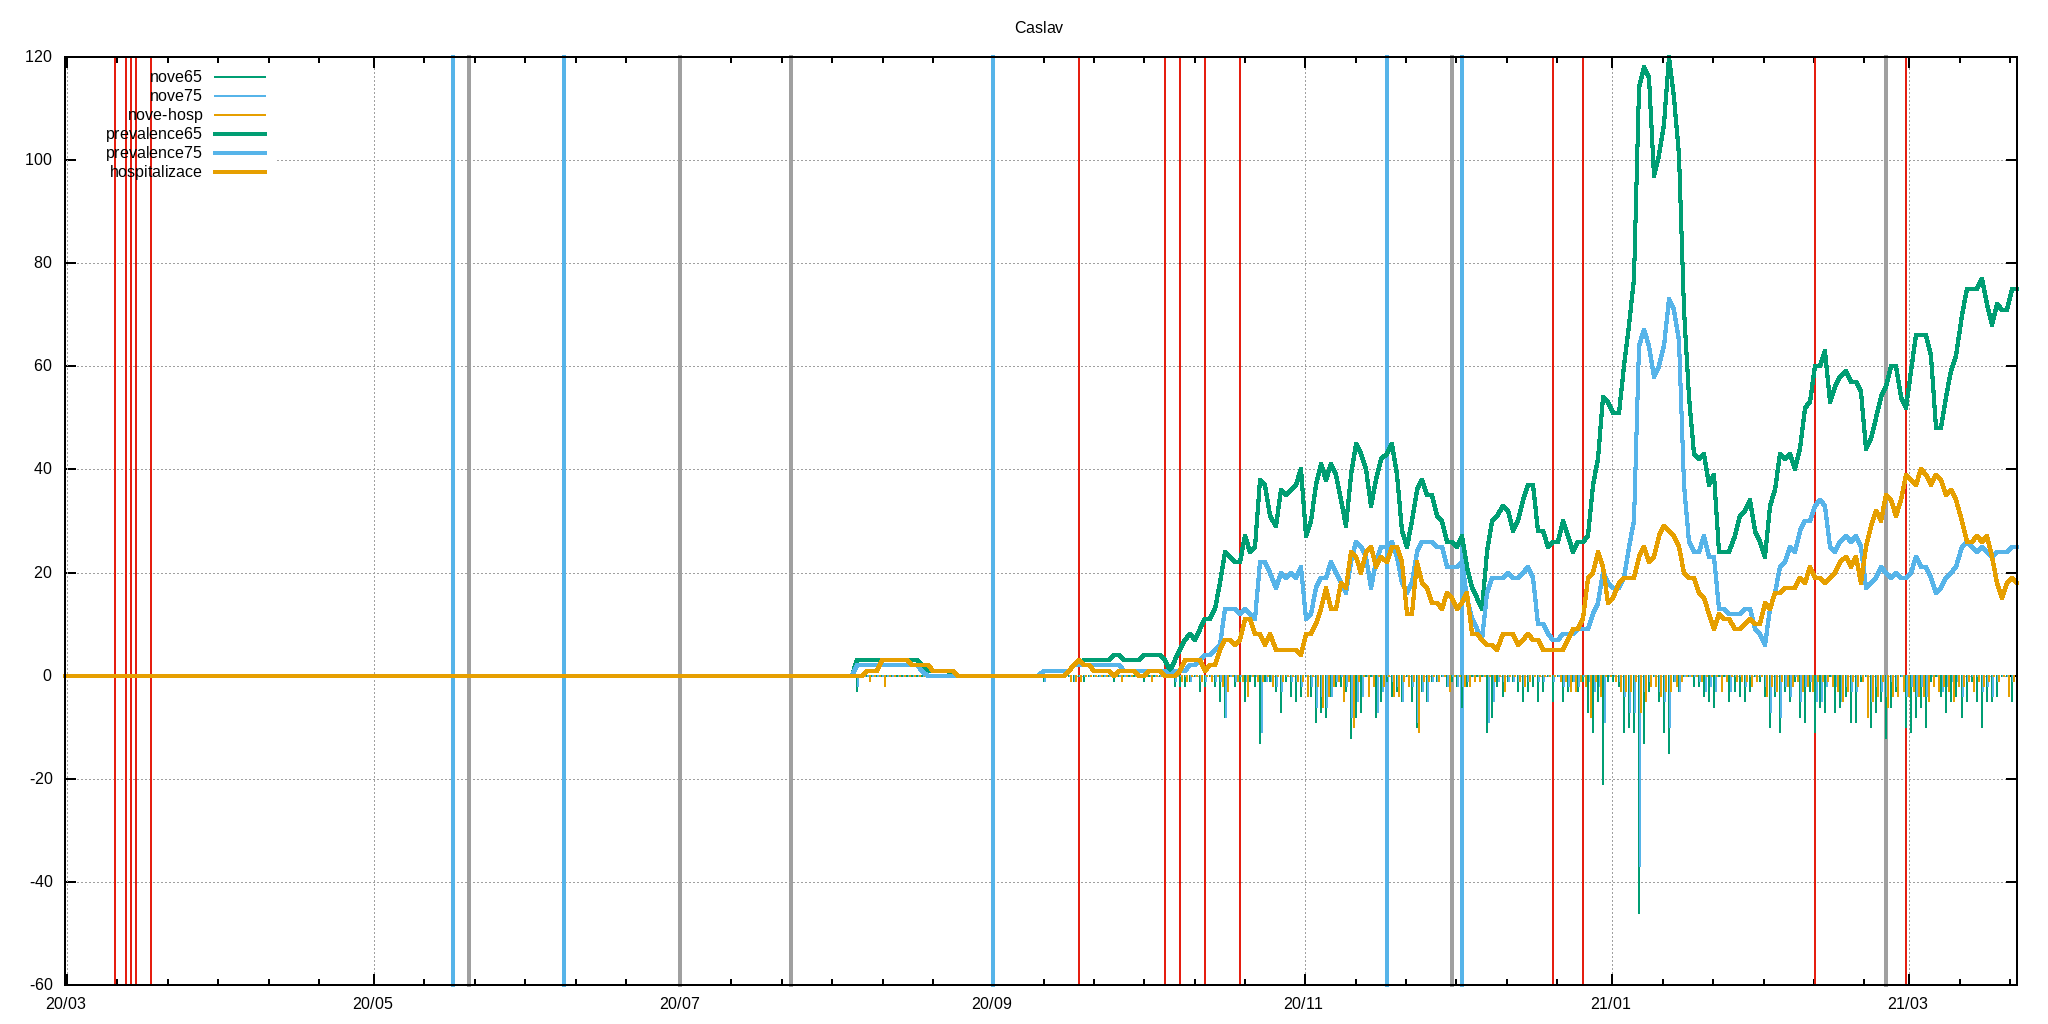 Caslav
120
100
80
60
40
20
0
-20
-40
-60
nove65
nove75
nove-hosp
prevalence65
prevalence75
hospitalizace
20/03 20/05 20/07 20/09 20/11 21/01 21/03